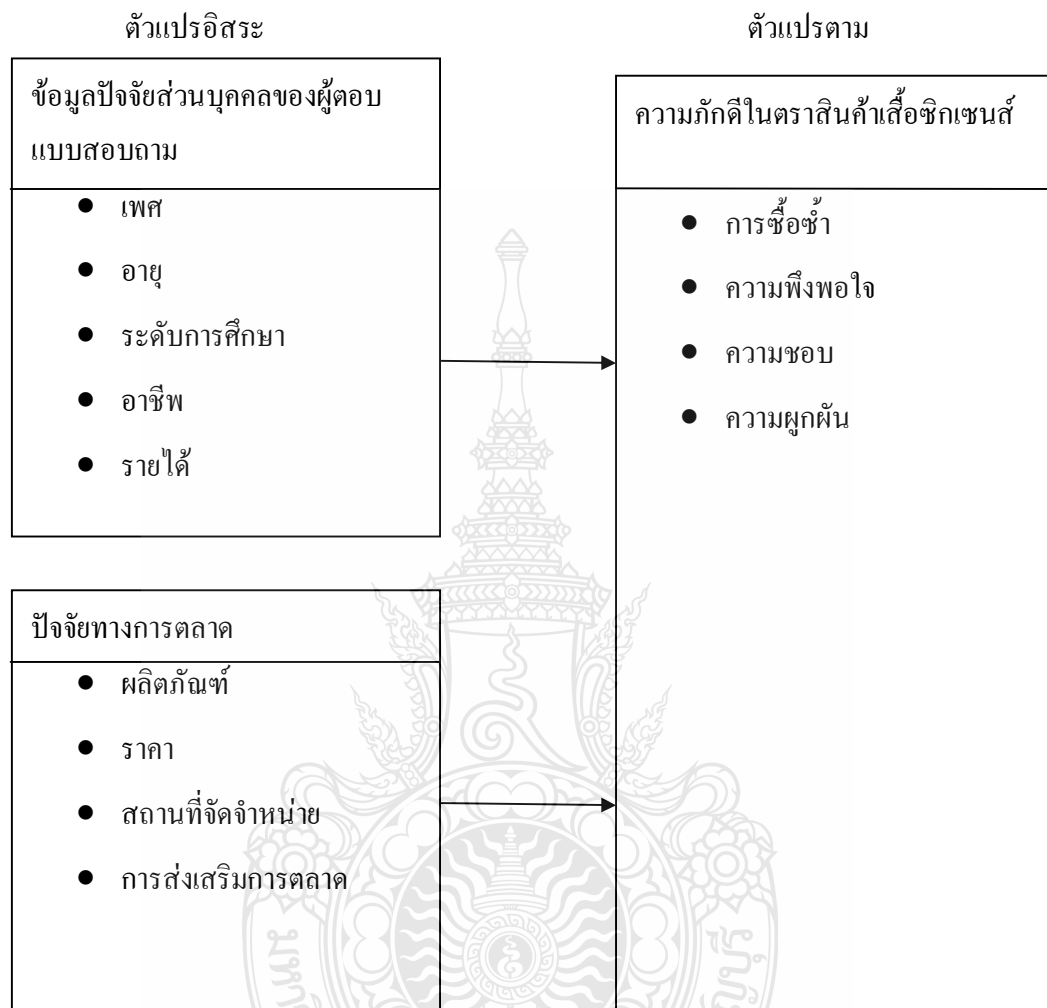 ตัวแปรอิสระ
ตัวแปรตาม
ข้อมูลปัจจัยส่วนบุคคลของผู้ตอบ
แบบสอบถาม
● เพศ
● อายุ
● ระดับการศึกษา
● อาชีพ
● รายได้
ความภักดีในตราสินค้าเสื้อซิกเซนส์
● การซื้อซ้ำ
● ความพึงพอใจ
● ความชอบ
● ความผูกผัน
ปัจจัยทางการตลาด
● ผลิตภัณฑ์
● ราคา
● สถานที่จัดจำหน่าย
● การส่งเสริมการตลาด